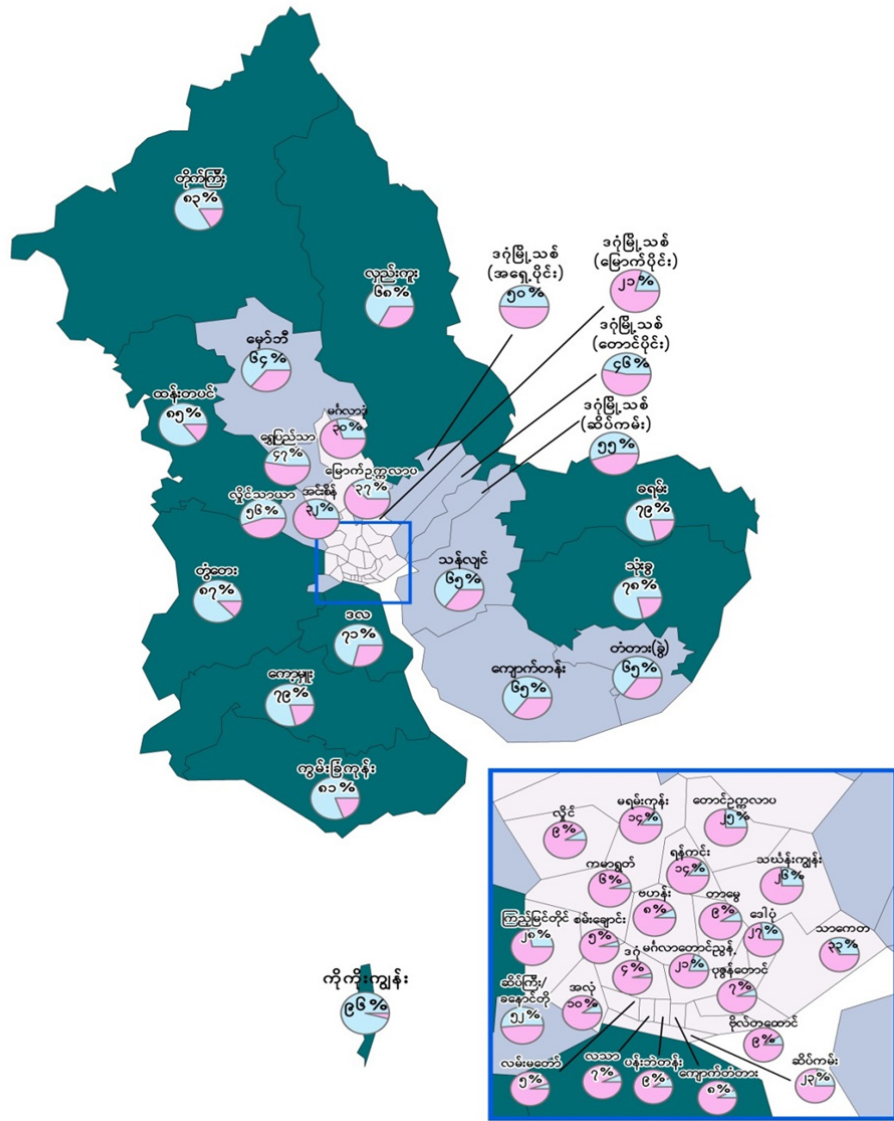 တိုက်ကြီး
၈၃%
လှည်းကူး
၆၈%
ဒဂုံမြို့သစ်
(အရှေ့ပိုင်း)
၅၀%
ဒဂုံမြို့သစ်
(မြောက်ပိုင်း)
၂၁%
ဒဂုံမြို့သစ်
(တောင်ပိုင်း)
၄၆%
ဒဂုံမြို့သစ်
(ဆိပ်ကမ်း)
၅၅%
မှော်ဘီ
၆၄%
ထန်းတပင်
၈၅%
မင်္ဂလာဒုံ
၃၀%
ရွှေပြည်သာ
၄၇%
မြောက်ဥက္ကလာပ
၃၇%
လှိုင်သာယာ
၅၆%
အင်းစိန်
၃၂%
ခရမ်း
၇၉%
သန်လျင်
၆၅%
သုံးခွ
၇၈%
တွံတေး
၈၇%
ဒလ
၇၁%
တံတား(ခွဲ)
၆၅%
ကျောက်တန်း
၆၅%
ကော့မှူး
၇၉%
ကွမ်းခြံကုန်း
၈၁%
ကိုကိုးကျွန်း
၉၆%
လှိုင်
၉%
မရမ်းကုန်း
၁၄%
တောင်ဥက္ကလာပ
၂၅%
ကမာရွတ်
၆%
ရန်ကင်း
၁၄%
သင်္ဃန်းကျွန်း
၂၆%
ဗဟန်း
၈%
တာမွေ
၉%
ဒေါပုံ
၂၇%
သာကေတ
၃၃%
ကြည့်မြင်တိုင်
၂၈%
စမ်းချောင်း
၅%
ဒဂုံ
၄%
မင်္ဂလာတောင်ညွန့်
၂၁%
ပုဇွန်တောင်
၇%
ဆိပ်ကြီး/
ခနောင်တို
၅၂%
အလုံ
၁၀%
ဗိုလ်တထောင်
၉%
လမ်းမတော်
၅%
လသာ
၇%
ပန်းဘဲတန်း
၉%
ကျောက်တံတား
၈%
ဆိပ်ကမ်း
၂၃%